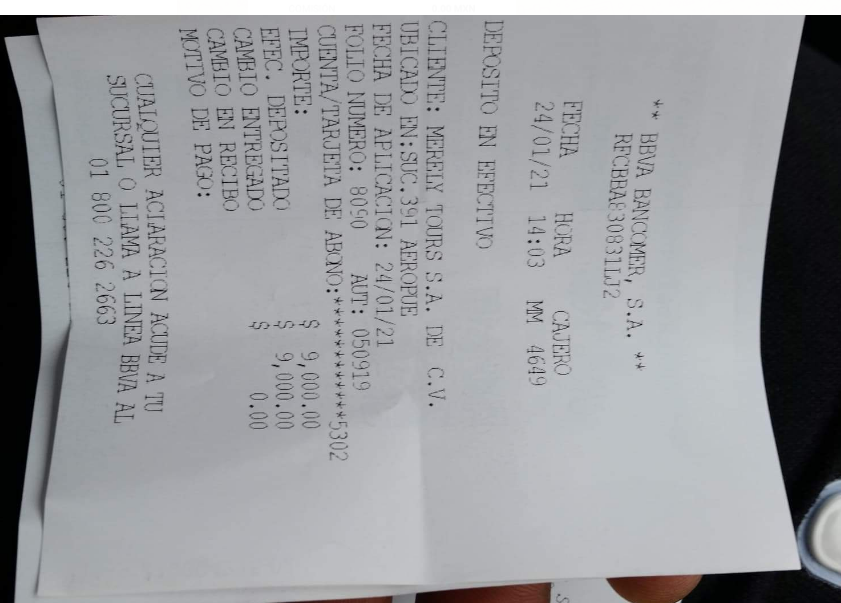 ** BBVA BANCOMER, S.A. **
RFC:BBA830831LJ2
FECHA HORA CAJERO
24/01/21 14:03 MM 4649
DEPOSITO EN EFECTIVO
CLIENTE: MERELY TOURS S.A. DE C.V.
UBICADO EN:SUC.391 AEROPUE
FECHA DE APLICACION: 24/01/21
FOLIO NUMERO: 8090 AUT: 050919
CUENTA/TARJETA DE ABONO:************5302
IMPORTE: $ 9,000.00
EFEC. DEPOSITADO $ 9,000.00
CAMBIO ENTREGADO $ 0.00
CAMBIO EN RECIBO
MOTIVO DE PAGO:
CUALQUIER ACLARACION ACUDE A TU
SUCURSAL O LLAMA A LINEA BBVA AL
01 800 226 2663